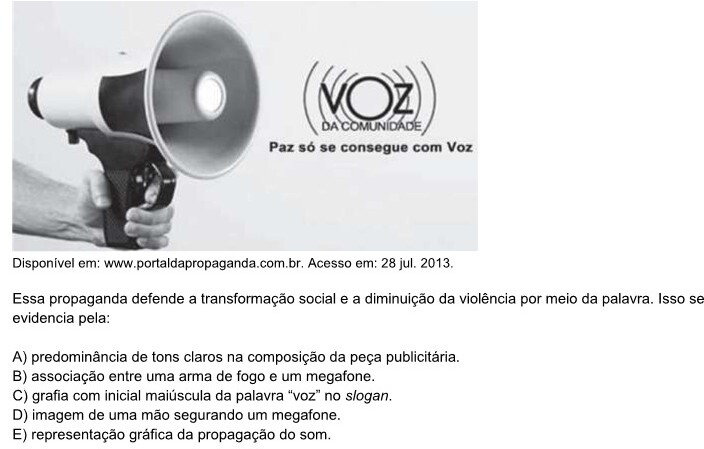 VOZ
DA COMUNIDADE
Paz só se consegue com Voz
Disponível em: www.portaldapropaganda.com.br. Acesso em: 28 jul. 2013.
Essa propaganda defende a transformação social e a diminuição da violência por meio da palavra. Isso se
evidencia pela:
A) predominância de tons claros na composição da peça publicitária.
B) associação entre uma arma de fogo e um megafone.
C) grafia com inicial maiúscula da palavra “voz” no slogan.
D) imagem de uma mão segurando um megafone.
E) representação gráfica da propagação do som.